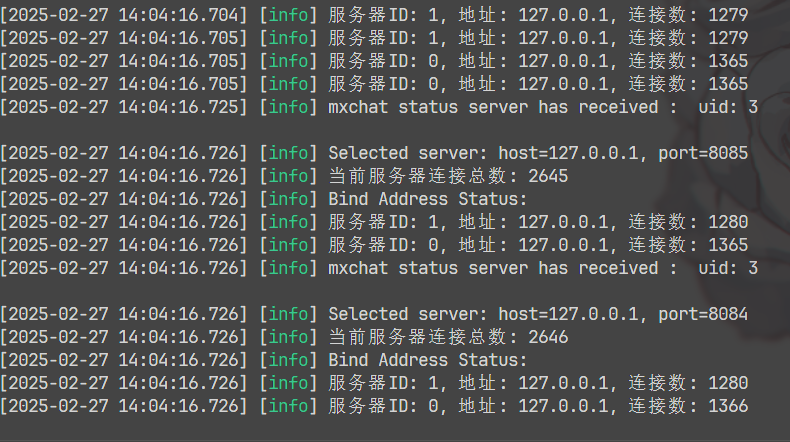 [2025-02-27 14:04:16.704] [info] 服务器ID: 1, 地址: 127.0.0.1, 连接数: 1279
[2025-02-27 14:04:16.705] [info] 服务器ID: 1, 地址: 127.0.0.1, 连接数: 1279
[2025-02-27 14:04:16.705] [info] 服务器ID: 0, 地址: 127.0.0.1, 连接数: 1365
[2025-02-27 14:04:16.705] [info] 服务器ID: 0, 地址: 127.0.0.1, 连接数: 1365
[2025-02-27 14:04:16.725] [info] mxchat status server has received :  uid: 3
[2025-02-27 14:04:16.726] [info] Selected server: host=127.0.0.1, port=8085
[2025-02-27 14:04:16.726] [info] 当前服务器连接总数: 2645
[2025-02-27 14:04:16.726] [info] Bind Address Status:
[2025-02-27 14:04:16.726] [info] 服务器ID: 1, 地址: 127.0.0.1, 连接数: 1280
[2025-02-27 14:04:16.726] [info] 服务器ID: 0, 地址: 127.0.0.1, 连接数: 1365
[2025-02-27 14:04:16.726] [info] mxchat status server has received :  uid: 3
[2025-02-27 14:04:16.726] [info] Selected server: host=127.0.0.1, port=8084
[2025-02-27 14:04:16.726] [info] 当前服务器连接总数: 2646
[2025-02-27 14:04:16.726] [info] Bind Address Status:
[2025-02-27 14:04:16.726] [info] 服务器ID: 1, 地址: 127.0.0.1, 连接数: 1280
[2025-02-27 14:04:16.726] [info] 服务器ID: 0, 地址: 127.0.0.1, 连接数: 1366